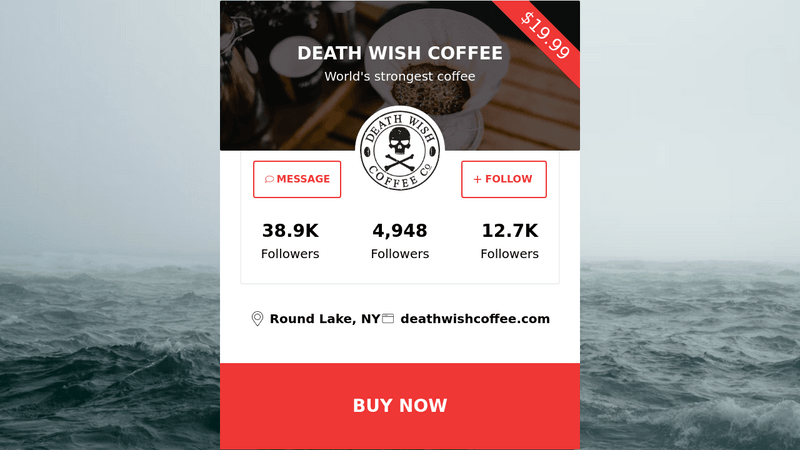 $19.99
DEATH WISH COFFEE
World's strongest coffee
DEATH WISH
COFFEE CO
MESSAGE
+ FOLLOW
38.9K 4,948 12.7K
Followers Followers Followers
Round Lake, NY deathwishcoffee.com
BUY NOW